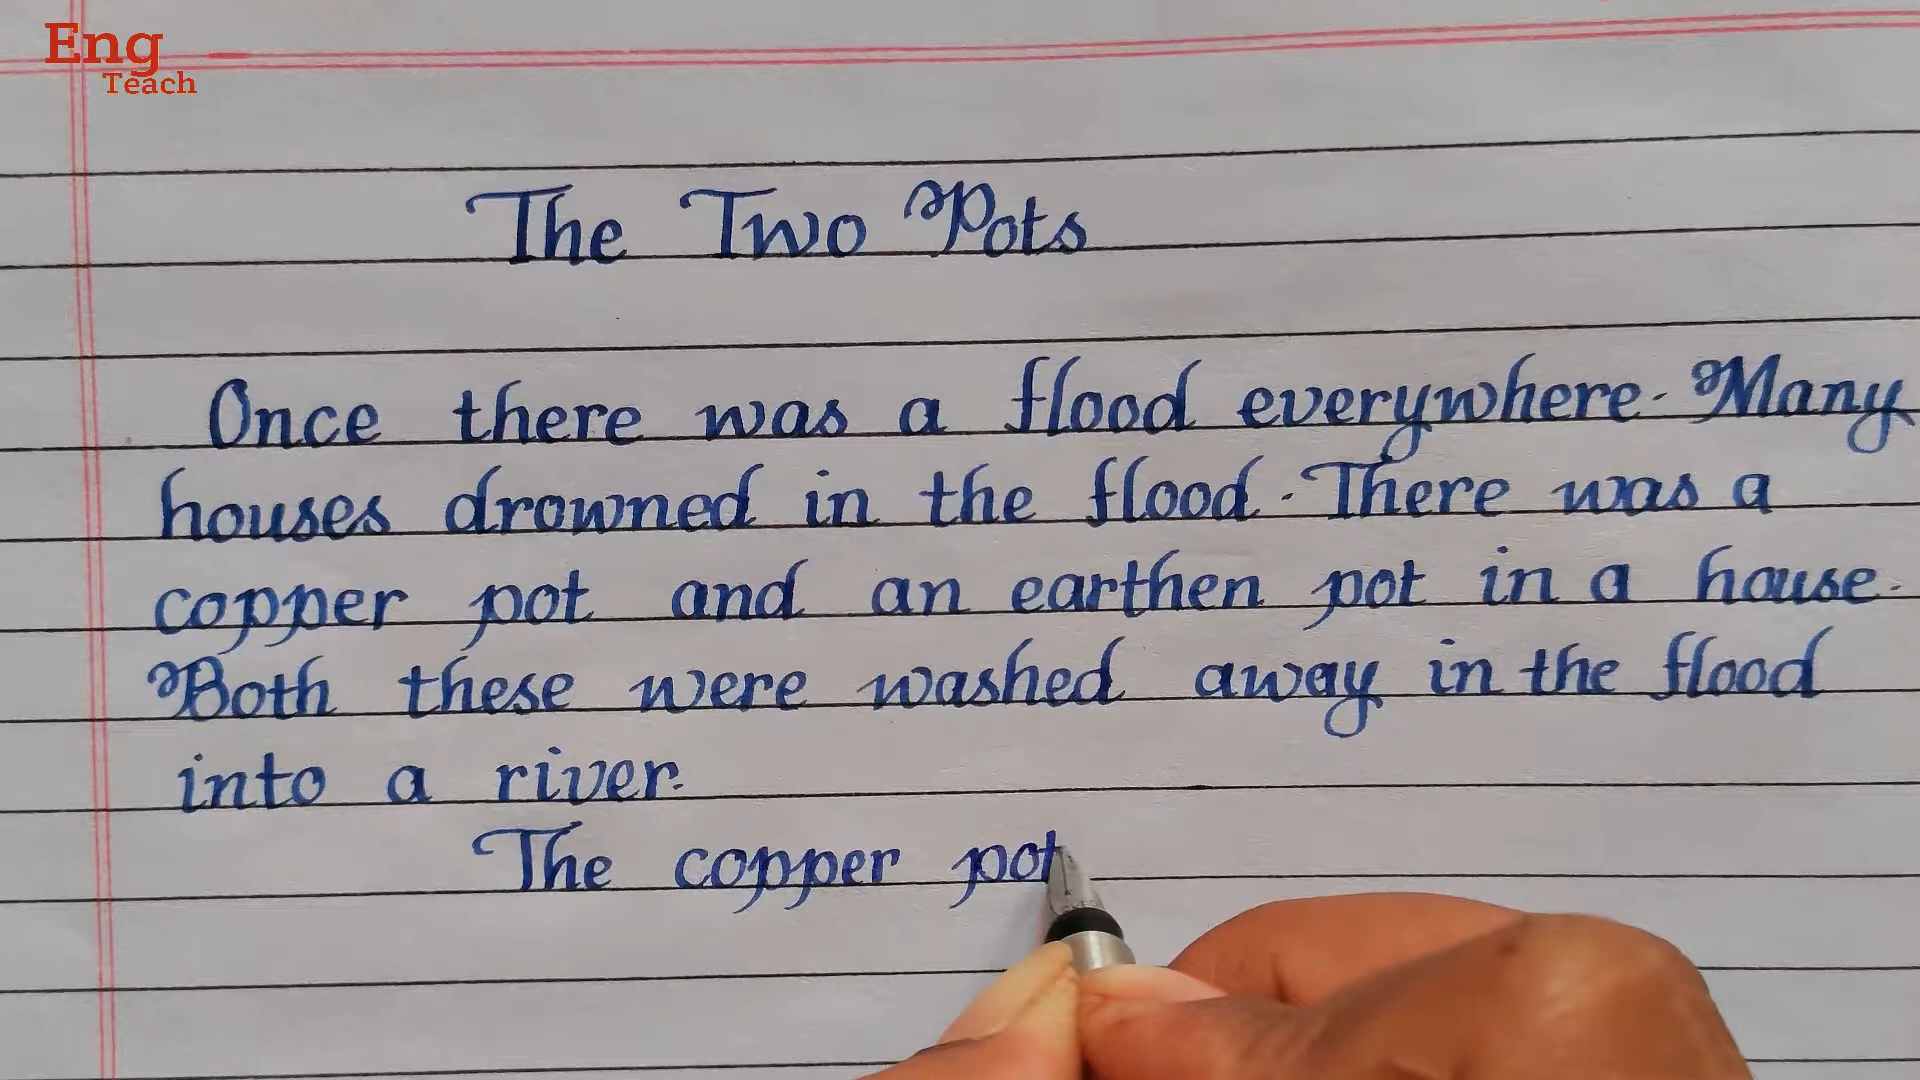 Eng
Teach
The Two Pots
Once there was a flood everywhere. Many
houses drowned in the flood. There was a
copper pot and an earthen pot in a house.
Both these were washed away in the flood
into a river.
The copper pot